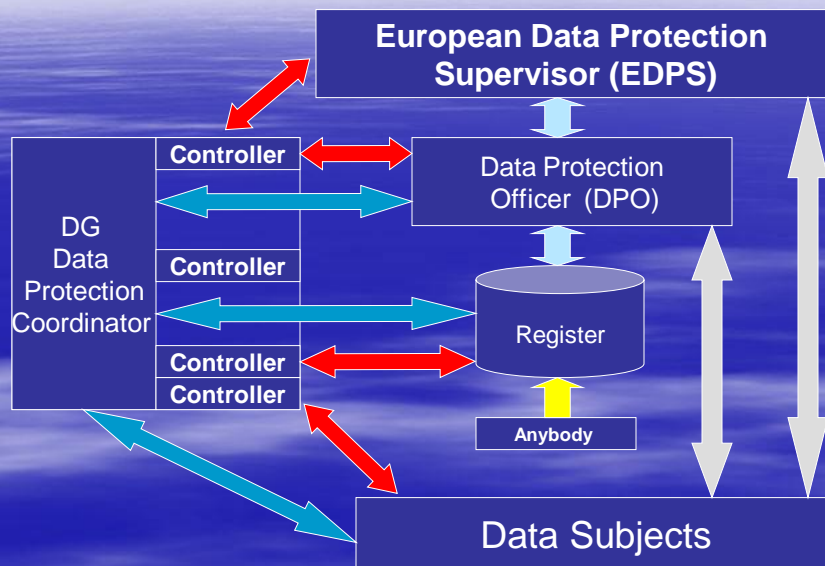 European Data Protection
Supervisor (EDPS)
Controller
Data Protection
Officer (DPO)
DG
Data
Protection
Coordinator
Controller
Register
Controller
Controller
Anybody
Data Subjects